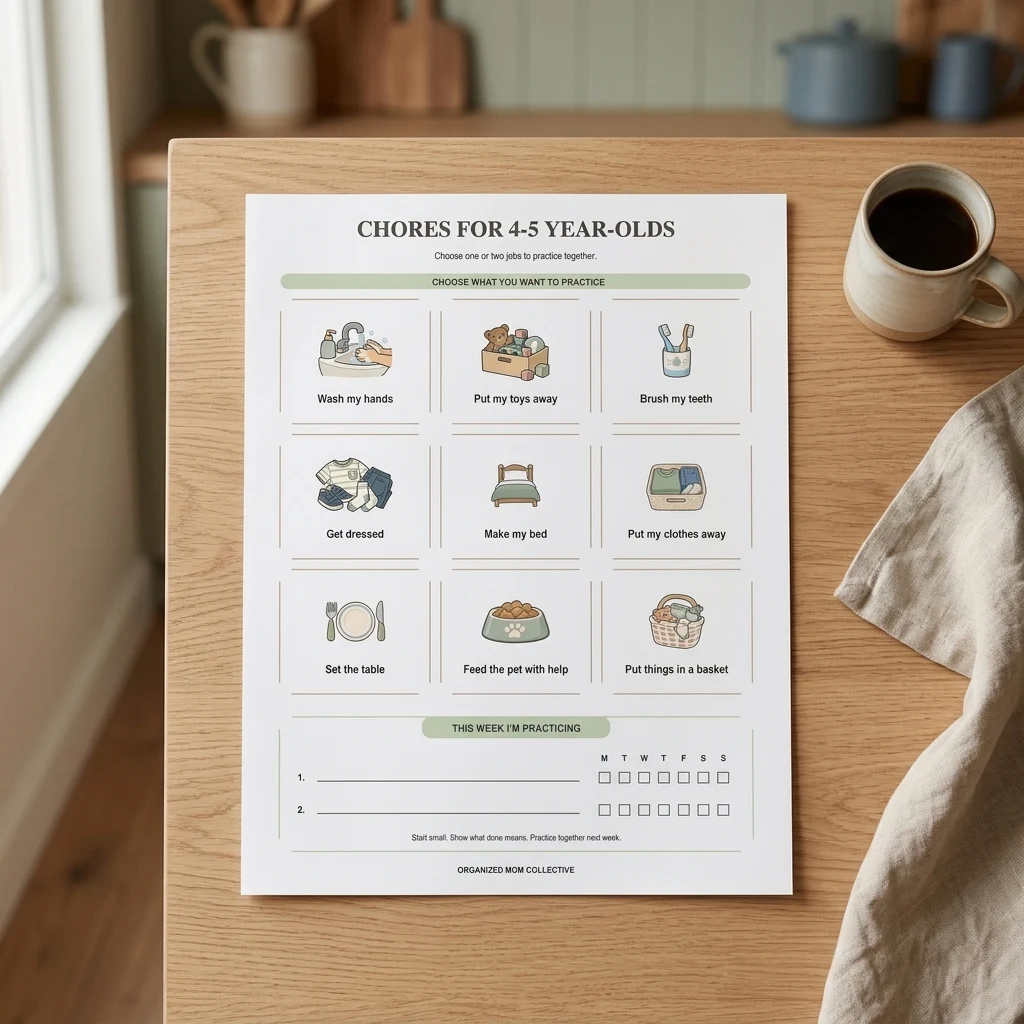 CHORES FOR 4-5 YEAR-OLDS
Choose one or two jobs to practice together.
CHOOSE WHAT YOU WANT TO PRACTICE
Wash my hands
Put my toys away
Brush my teeth
Get dressed
Make my bed
Put my clothes away
Set the table
Feed the pet with help
Put things in a basket
THIS WEEK I'M PRACTICING
M T W T F S S
1.
2.
Start small. Show what done means. Practice together next week.
ORGANIZED MOM COLLECTIVE